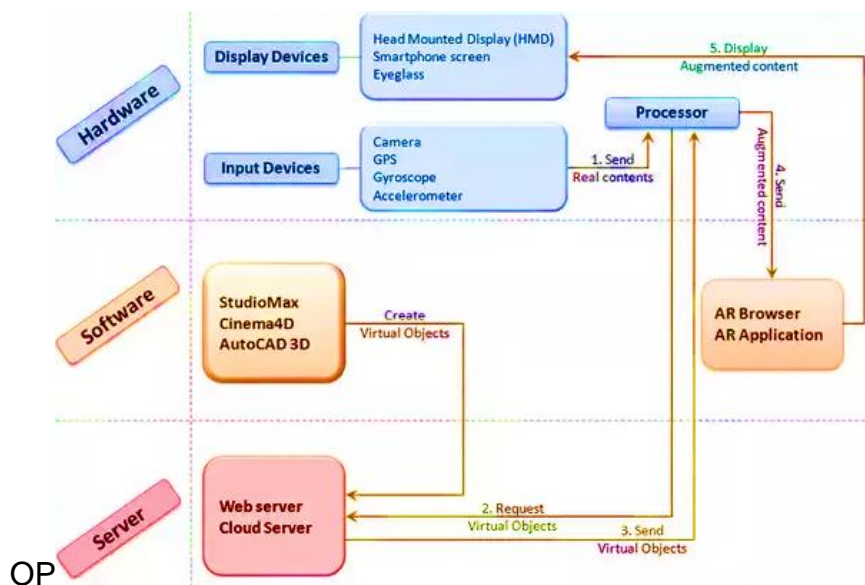 Hardware
Display Devices
Head Mounted Display (HMD)
Smartphone screen
Eyeglass
5. Display
Augmented content
Processor
Input Devices
Camera
GPS
Gyroscope
Accelerometer
1. Send
Real contents
4. Send
Augmented content
Software
StudioMax
Cinema4D
AutoCAD 3D
Create
Virtual Objects
AR Browser
AR Application
Server
Web server
Cloud Server
2. Request
Virtual Objects
3. Send
Virtual Objects
OP